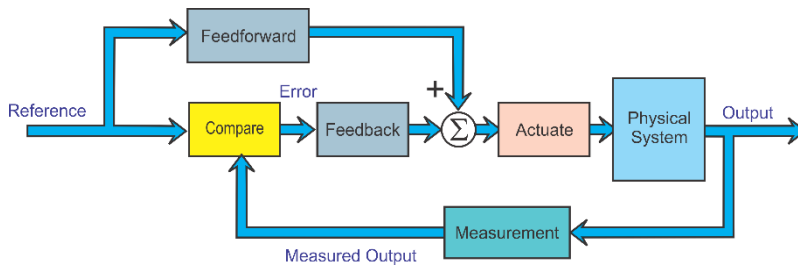 Feedforward
+
Error
Reference
Compare
Feedback
Σ
Actuate
Physical
System
Output
Measurement
Measured Output